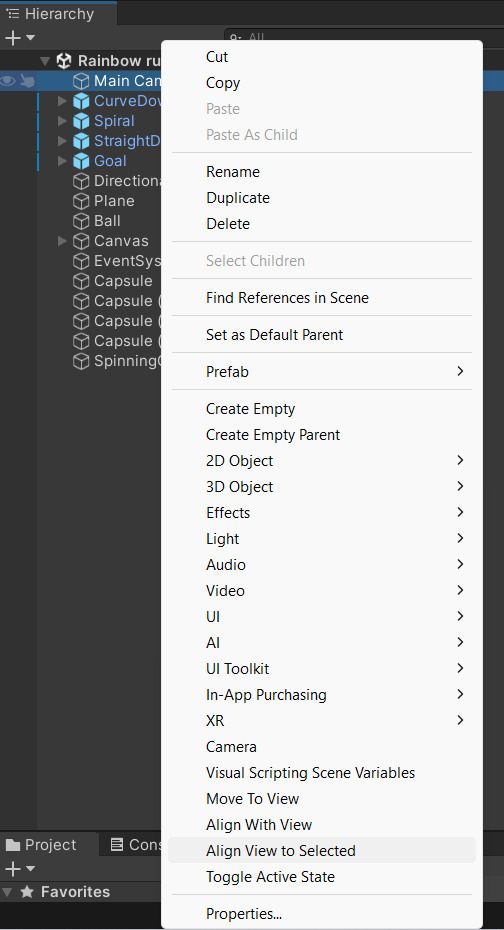 Hierarchy
All
Rainbow ru
Main Cam
CurveDov
Spiral
StraightD
Goal
Directiona
Plane
Ball
Canvas
EventSys
Capsule
Capsule (
Capsule (
Capsule (
SpinningC
Cut
Copy
Paste
Paste As Child
Rename
Duplicate
Delete
Select Children
Find References in Scene
Set as Default Parent
Prefab
Create Empty
Create Empty Parent
2D Object
3D Object
Effects
Light
Audio
Video
UI
AI
UI Toolkit
In-App Purchasing
XR
Camera
Visual Scripting Scene Variables
Move To View
Align With View
Align View to Selected
Toggle Active State
Properties...
Project
Cons
Favorites